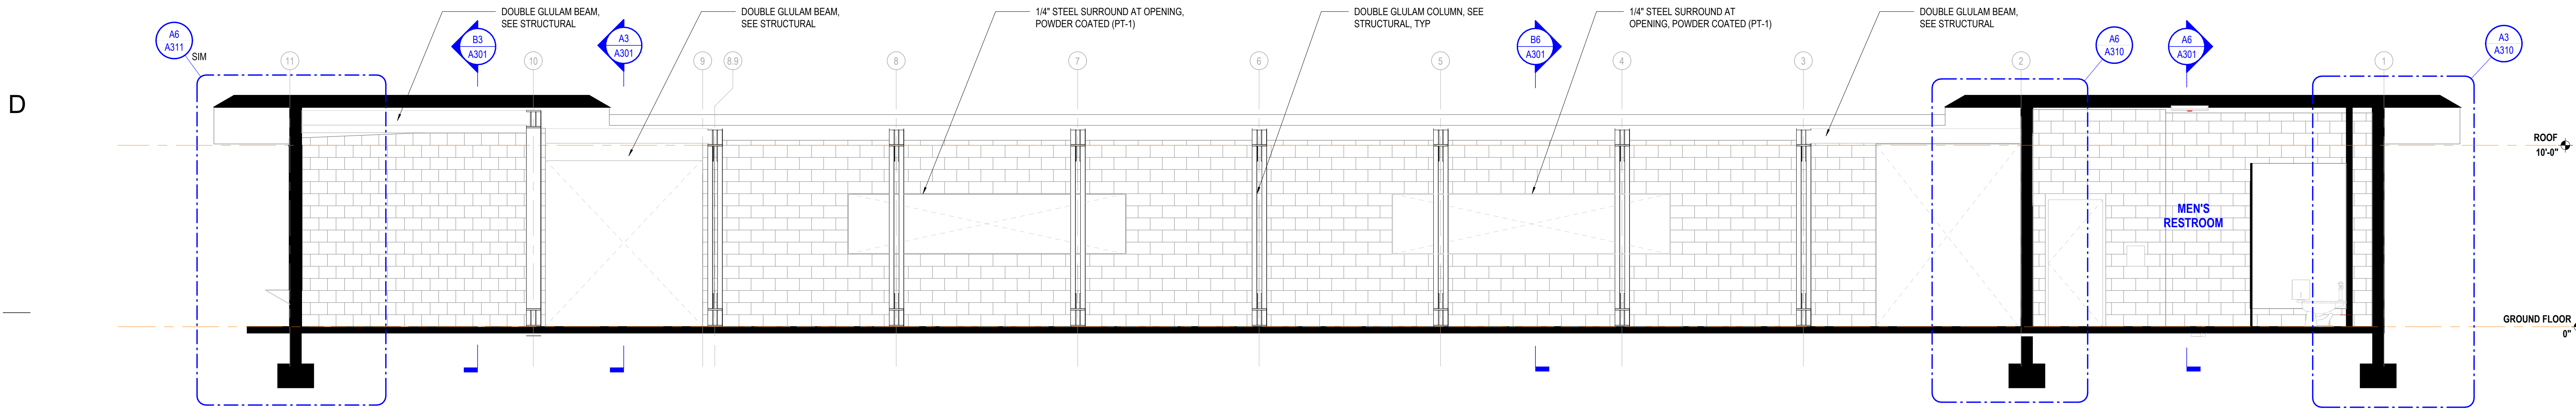 DOUBLE GLULAM BEAM,
SEE STRUCTURAL
DOUBLE GLULAM BEAM,
SEE STRUCTURAL
1/4" STEEL SURROUND AT OPENING,
POWDER COATED (PT-1)
DOUBLE GLULAM COLUMN, SEE
STRUCTURAL, TYP
1/4" STEEL SURROUND AT
OPENING, POWDER COATED (PT-1)
DOUBLE GLULAM BEAM,
SEE STRUCTURAL
A6
A311
SIM
B3
A301
A3
A301
B6
A301
A6
A310
A6
A301
A3
A310
11
10
9
8.9
8
7
6
5
4
3
2
1
D
ROOF
10'-0"
MEN'S
RESTROOM
GROUND FLOOR
0"